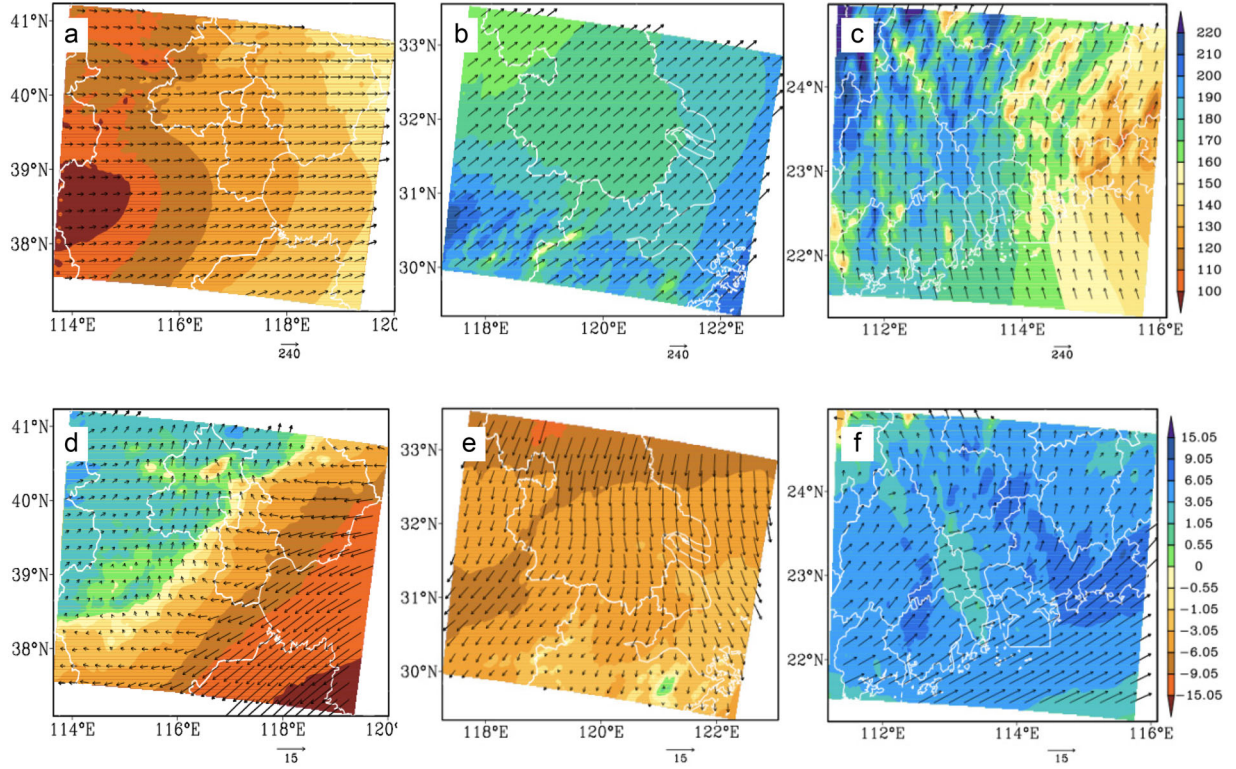 a
41°N
40°N
39°N
38°N
114°E
116°E
118°E
120
240
b
33°N
32°N
31°N
30°N
118°E
120°E
122°E
240
c
24°N
23°N
22°N
112°E
114°E
116°E
240
220
210
200
190
180
170
160
150
140
130
120
110
100
d
41°N
40°N
39°N
38°N
114°E
116°E
118°E
120°
15
e
33°N
32°N
31°N
30°N
118°E
120°E
122°E
15
f
24°N
23°N
22°N
112°E
114°E
116°E
15
15.05
9.05
6.05
3.05
1.05
0.55
0
−0.55
−1.05
−3.05
−6.05
−9.05
−15.05